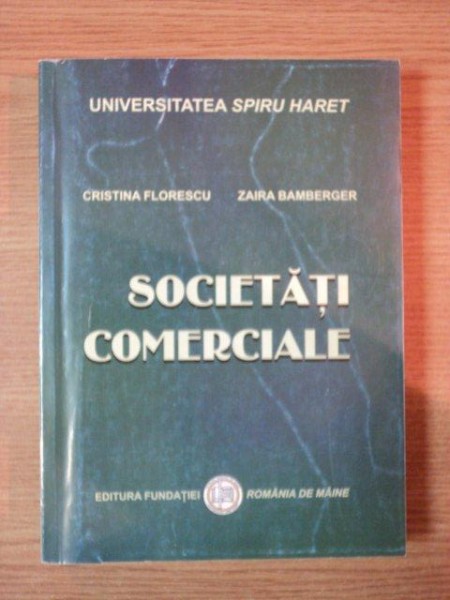 UNIVERSITATEA SPIRU HARET
CRISTINA FLORESCU ZAIRA BAMBERGER
SOCIETĂȚI
COMERCIALE
EDITURA FUNDAȚIEI ROMÂNIA DE MÂINE